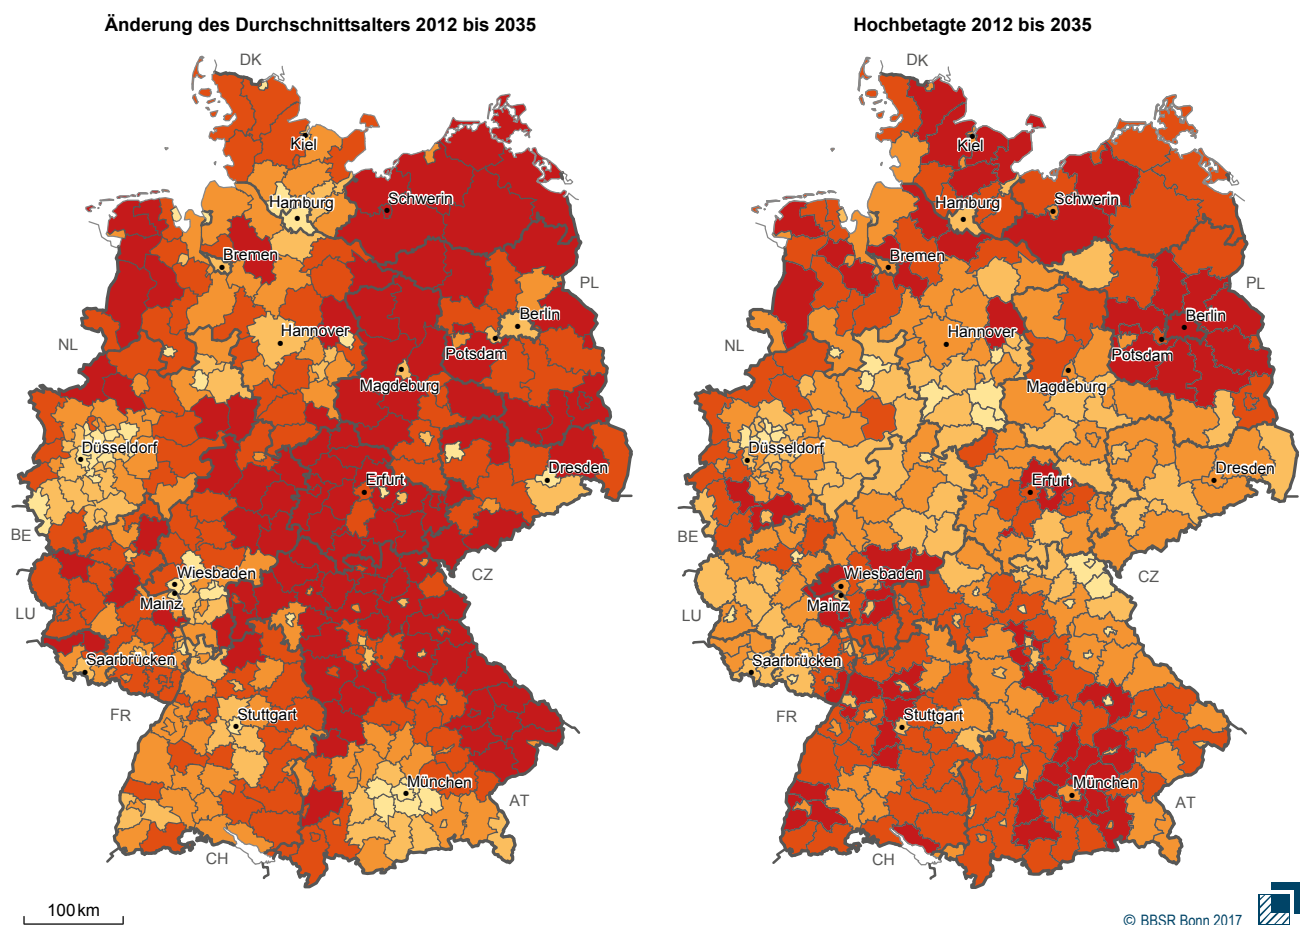 Änderung des Durchschnittsalters 2012 bis 2035
DK
Kiel
Hamburg
Schwerin
Bremen
PL
Berlin
Hannover
NL
Potsdam
Magdeburg
Düsseldorf
Dresden
Erfurt
BE
Wiesbaden
CZ
Mainz
LU
Saarbrücken
FR
Stuttgart
München
AT
CH
100 km
Hochbetagte 2012 bis 2035
DK
Kiel
Hamburg
Schwerin
Bremen
PL
Berlin
Hannover
NL
Potsdam
Magdeburg
Düsseldorf
Dresden
Erfurt
BE
Wiesbaden
CZ
Mainz
LU
Saarbrücken
FR
Stuttgart
München
AT
CH
© BBSR Bonn 2017